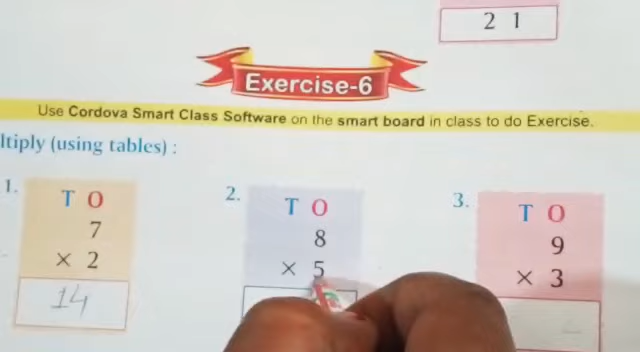 2 1
Exercise-6
Use Cordova Smart Class Software on the smart board in class to do Exercise.
ltiply (using tables) :
1.
T O
7
× 2
14
2.
T O
8
× 5
3.
T O
9
× 3